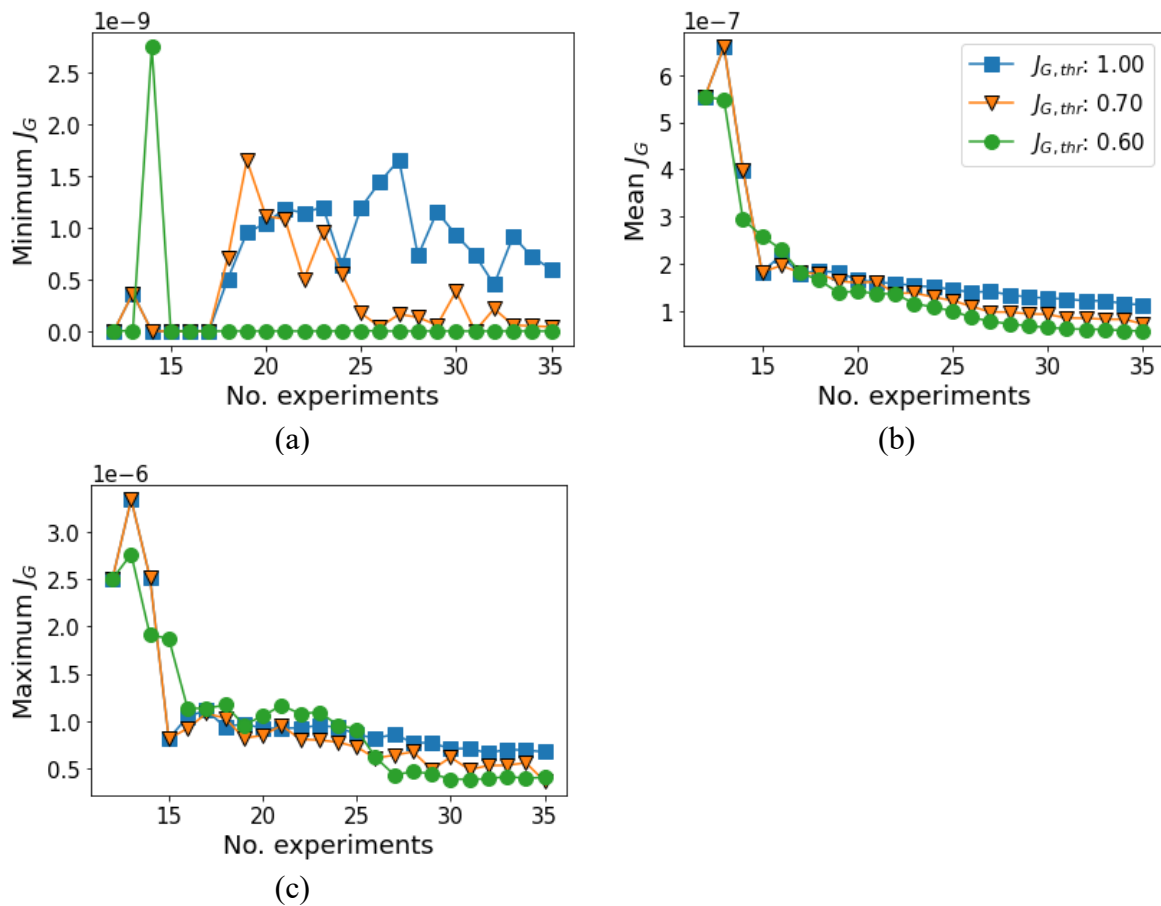 1e−9
2.5
2.0
1.5
1.0
0.5
0.0
Minimum J_G
15 20 25 30 35
No. experiments
(a)
1e−7
6
5
4
3
2
1
Mean J_G
J_{G,thr}: 1.00
J_{G,thr}: 0.70
J_{G,thr}: 0.60
15 20 25 30 35
No. experiments
(b)
1e−6
3.0
2.5
2.0
1.5
1.0
0.5
Maximum J_G
15 20 25 30 35
No. experiments
(c)